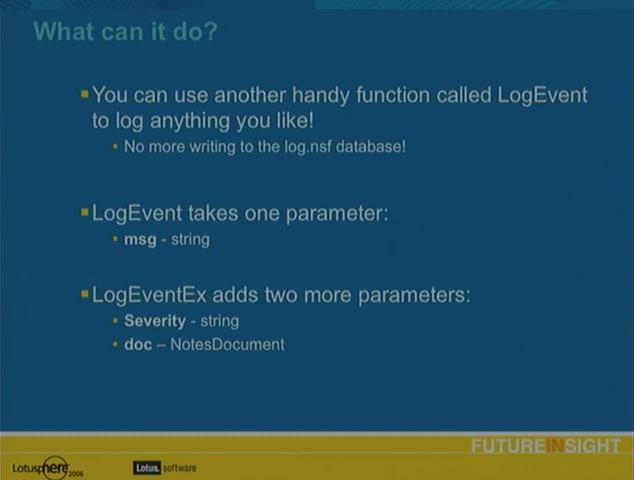 What can it do?
You can use another handy function called LogEvent
to log anything you like!
No more writing to the log.nsf database!
LogEvent takes one parameter:
msg - string
LogEventEx adds two more parameters:
Severity - string
doc – NotesDocument
FUTUREINSIGHT
Lotusphere 2006
Lotus. software